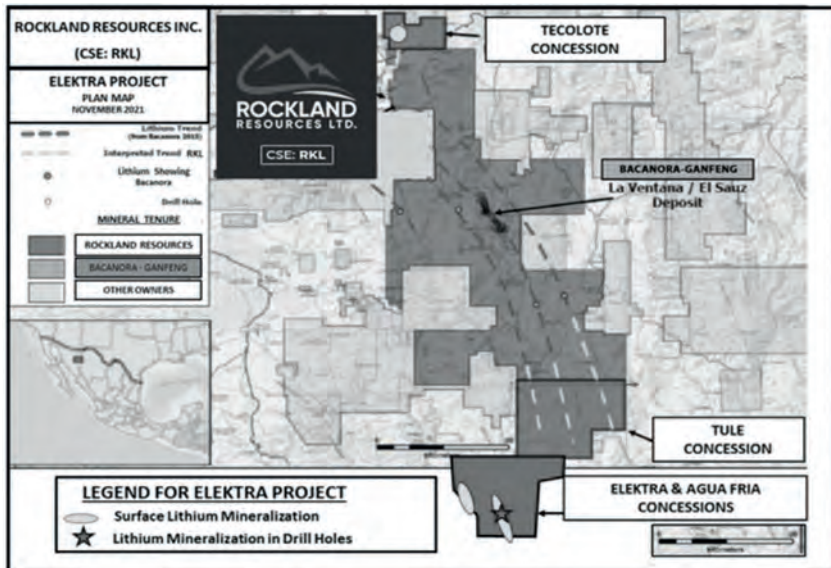 ROCKLAND RESOURCES INC.
(CSE: RKL)
ELEKTRA PROJECT
PLAN MAP
NOVEMBER 2021
Lithium Trend
(from Bacanora 2018)
Interpreted Trend RKL
Lithium Showing
Bacanora
Drill Hole
MINERAL TENURE
ROCKLAND RESOURCES
BACANORA - GANFENG
OTHER OWNERS
ROCKLAND
RESOURCES LTD.
CSE: RKL
TECOLOTE
CONCESSION
BACANORA-GANFENG
La Ventana / El Sauz
Deposit
TULE
CONCESSION
ELEKTRA & AGUA FRIA
CONCESSIONS
LEGEND FOR ELEKTRA PROJECT
Surface Lithium Mineralization
Lithium Mineralization in Drill Holes